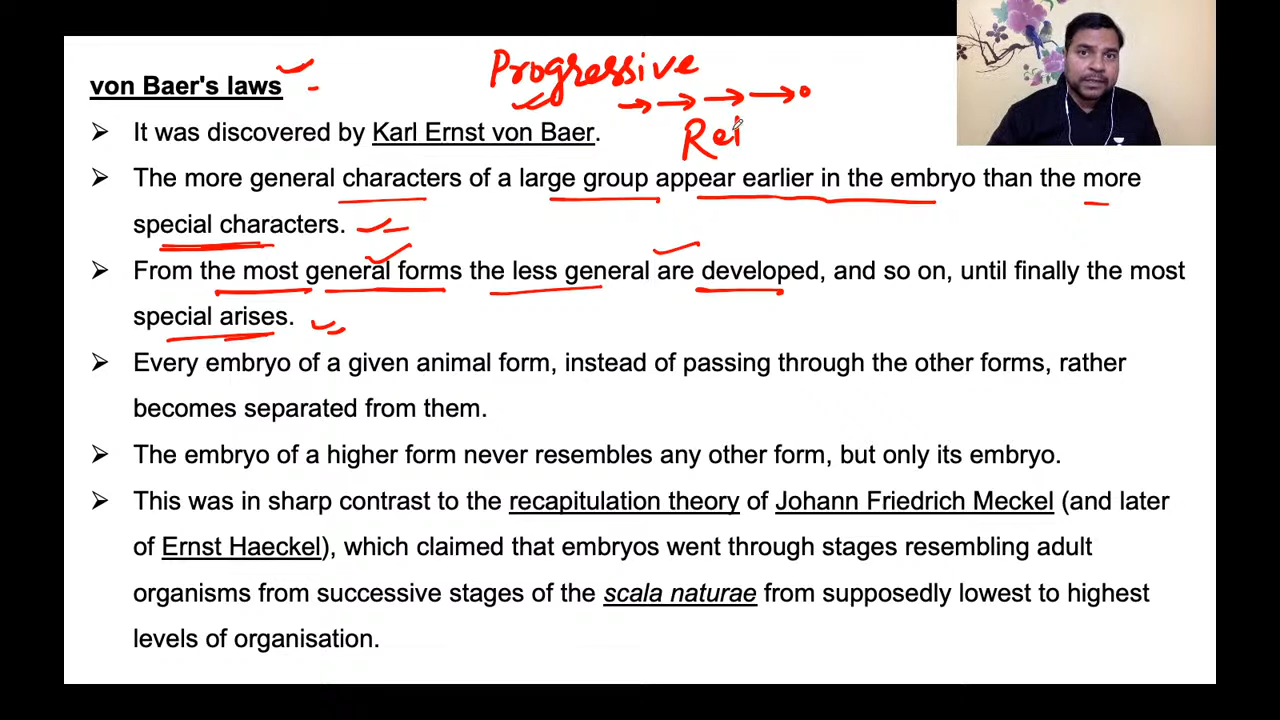 Progressive
von Baer's laws
Rei
➢ It was discovered by Karl Ernst von Baer.
➢ The more general characters of a large group appear earlier in the embryo than the more
special characters.
➢ From the most general forms the less general are developed, and so on, until finally the most
special arises.
➢ Every embryo of a given animal form, instead of passing through the other forms, rather
becomes separated from them.
➢ The embryo of a higher form never resembles any other form, but only its embryo.
➢ This was in sharp contrast to the recapitulation theory of Johann Friedrich Meckel (and later
of Ernst Haeckel), which claimed that embryos went through stages resembling adult
organisms from successive stages of the scala naturae from supposedly lowest to highest
levels of organisation.